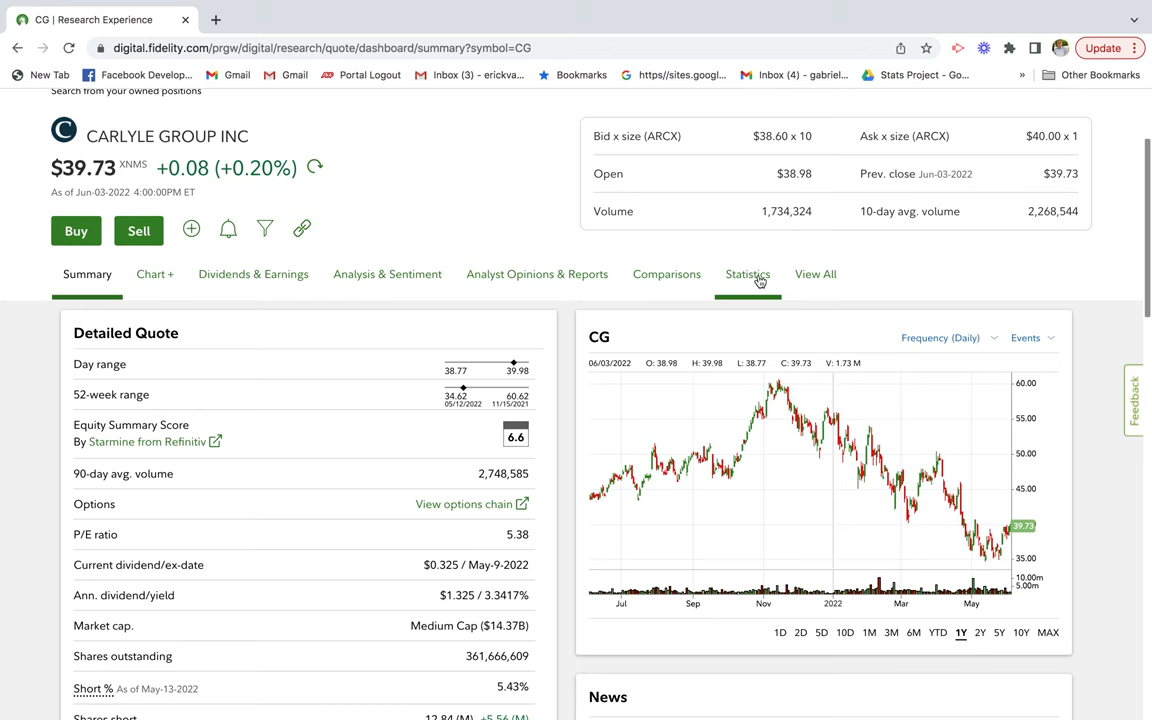 CG | Research Experience
digital.fidelity.com/prgw/digital/research/quote/dashboard/summary?symbol=CG
Update
New Tab
Facebook Develop...
Gmail
Gmail
Portal Logout
Inbox (3) - erickva...
Bookmarks
https//sites.googl...
Inbox (4) - gabriel...
Stats Project - Go...
»
Other Bookmarks
Search from your owned positions
C
CARLYLE GROUP INC
$39.73 XNMS +0.08 (+0.20%)
As of Jun-03-2022 4:00:00PM ET
Buy
Sell
Bid x size (ARCX) $38.60 x 10
Ask x size (ARCX) $40.00 x 1
Open $38.98
Prev. close Jun-03-2022 $39.73
Volume 1,734,324
10-day avg. volume 2,268,544
Summary
Chart +
Dividends & Earnings
Analysis & Sentiment
Analyst Opinions & Reports
Comparisons
Statistics
View All
Detailed Quote
Day range
38.77 39.98
52-week range
34.62 60.62
05/12/2022 11/15/2021
Equity Summary Score
By Starmine from Refinitiv
6.6
90-day avg. volume 2,748,585
Options View options chain
P/E ratio 5.38
Current dividend/ex-date $0.325 / May-9-2022
Ann. dividend/yield $1.325 / 3.3417%
Market cap. Medium Cap ($14.37B)
Shares outstanding 361,666,609
Short % As of May-13-2022 5.43%
Shares short 12.84 (M) +5.56 (M)
CG
Frequency (Daily)
Events
06/03/2022 O: 38.98 H: 39.98 L: 38.77 C: 39.73 V: 1.73 M
60.00
55.00
50.00
45.00
39.73
35.00
10.00m
5.00m
Jul Sep Nov 2022 Mar May
1D 2D 5D 10D 1M 3M 6M YTD 1Y 2Y 5Y 10Y MAX
News
Feedback